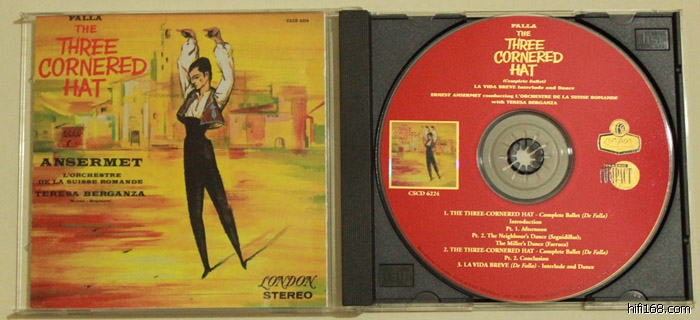 CSCD 6224
FALLA
THE
THREE
CORNERED
HAT
ANSERMET
L'ORCHESTRE
DE LA SUISSE ROMANDE
TERESA BERGANZA
LONDON
STEREO
FALLA
THE
THREE
CORNERED
HAT
(Complete Ballet)
LA VIDA BREVE Interlude and Dance
ERNEST ANSERMET conducting L'ORCHESTRE DE LA SUISSE ROMANDE
with TERESA BERGANZA
CSCD 6224
1. THE THREE-CORNERED HAT - Complete Ballet (De Falla)
Introduction
Pt. 1. Afternoon
Pt. 2. The Neighbour's Dance (Seguidillas);
The Miller's Dance (Farruca)
2. THE THREE-CORNERED HAT - Complete Ballet (De Falla)
Pt. 2. Conclusion
3. LA VIDA BREVE (De Falla) - Interlude and Dance
hifi168.com